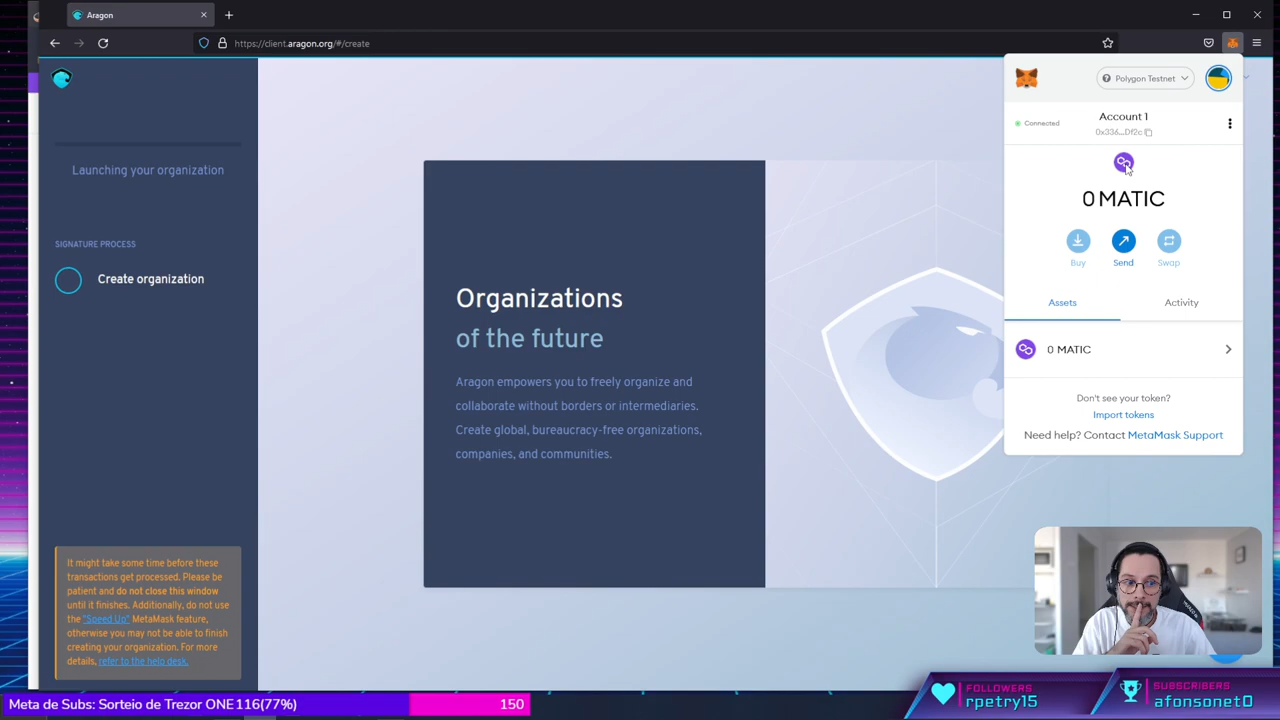 Aragon
https://client.aragon.org/#/create
Launching your organization
SIGNATURE PROCESS
Create organization
It might take some time before these
transactions get processed. Please be
patient and do not close this window
until it finishes. Additionally, do not use
the "Speed Up" MetaMask feature,
otherwise you may not be able to finish
creating your organization. For more
details, refer to the help desk.
Organizations
of the future
Aragon empowers you to freely organize and
collaborate without borders or intermediaries.
Create global, bureaucracy-free organizations,
companies, and communities.
Polygon Testnet
Connected
Account 1
0x336...Df2c
0 MATIC
Buy
Send
Swap
Assets
Activity
0 MATIC
Don't see your token?
Import tokens
Need help? Contact MetaMask Support
Meta de Subs: Sorteio de Trezor ONE 116(77%)
150
FOLLOWERS
rpetry15
SUBSCRIBERS
afonsonet0